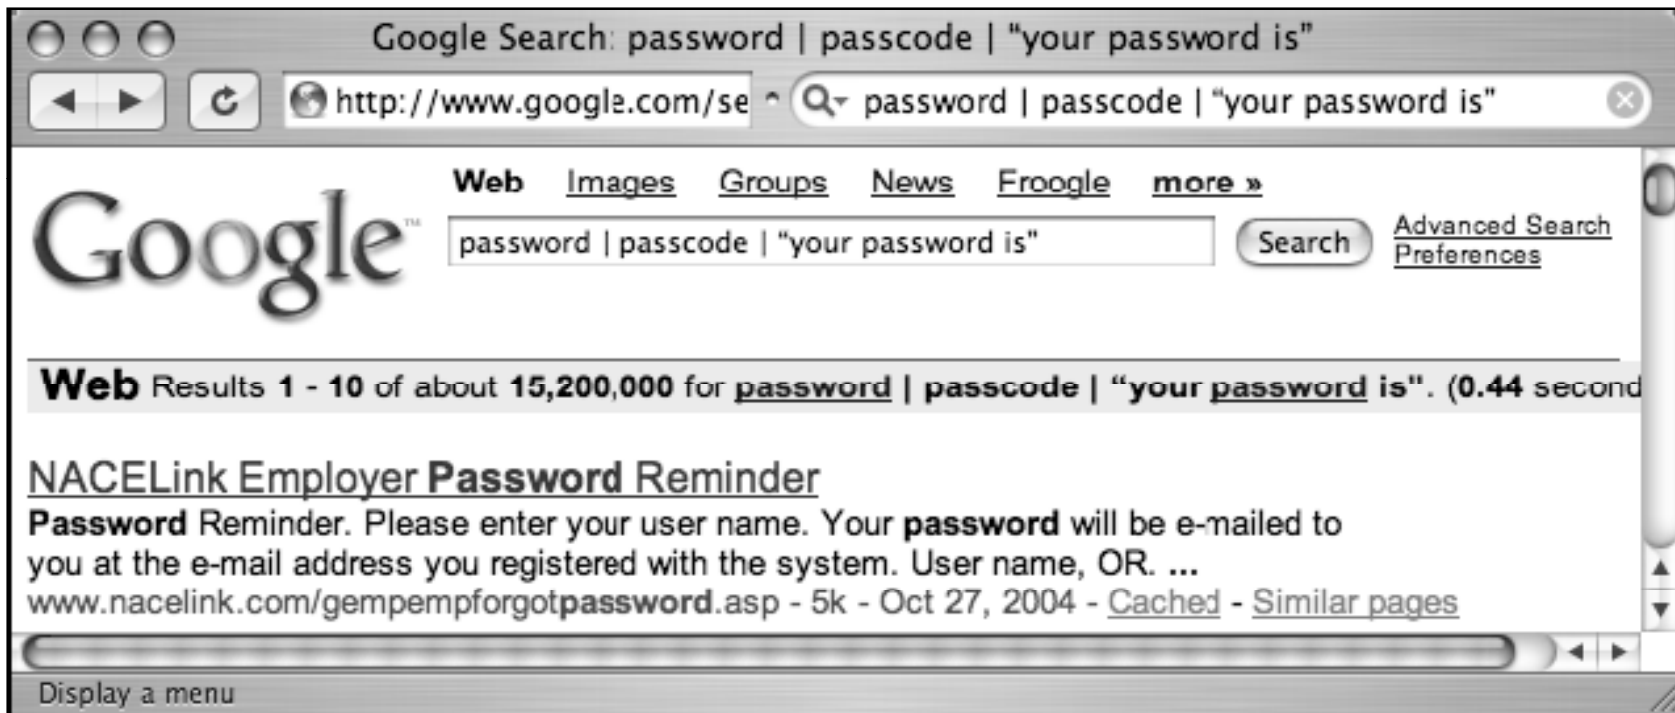 Google Search: password | passcode | “your password is”
http://www.google.com/se password | passcode | “your password is”
Web Images Groups News Froogle more »
Google™
password | passcode | “your password is” Search Advanced Search
Preferences
Web Results 1 - 10 of about 15,200,000 for password | passcode | “your password is”. (0.44 second
NACELink Employer Password Reminder
Password Reminder. Please enter your user name. Your password will be e-mailed to
you at the e-mail address you registered with the system. User name, OR. ...
www.nacelink.com/gempempforgotpassword.asp - 5k - Oct 27, 2004 - Cached - Similar pages
Display a menu